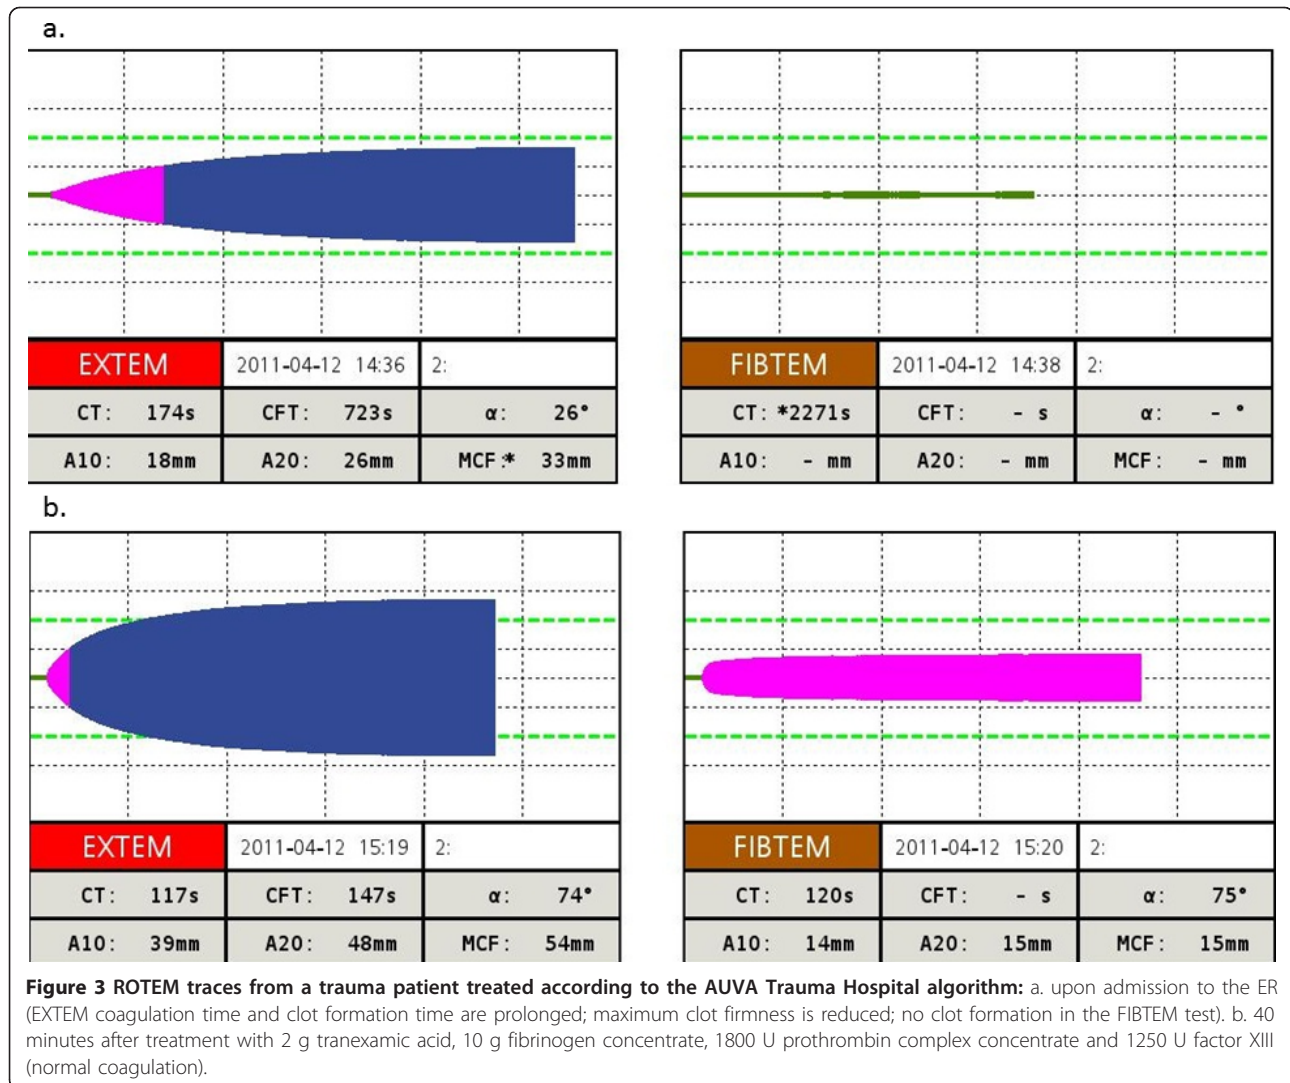 a.
EXTEM 2011-04-12 14:36 2:
CT: 174s CFT: 723s α: 26°
A10: 18mm A20: 26mm MCF:* 33mm
FIBTEM 2011-04-12 14:38 2:
CT: *2271s CFT: - s α: - °
A10: - mm A20: - mm MCF: - mm
b.
EXTEM 2011-04-12 15:19 2:
CT: 117s CFT: 147s α: 74°
A10: 39mm A20: 48mm MCF: 54mm
FIBTEM 2011-04-12 15:20 2:
CT: 120s CFT: - s α: 75°
A10: 14mm A20: 15mm MCF: 15mm
Figure 3 ROTEM traces from a trauma patient treated according to the AUVA Trauma Hospital algorithm: a. upon admission to the ER
(EXTEM coagulation time and clot formation time are prolonged; maximum clot firmness is reduced; no clot formation in the FIBTEM test). b. 40
minutes after treatment with 2 g tranexamic acid, 10 g fibrinogen concentrate, 1800 U prothrombin complex concentrate and 1250 U factor XIII
(normal coagulation).